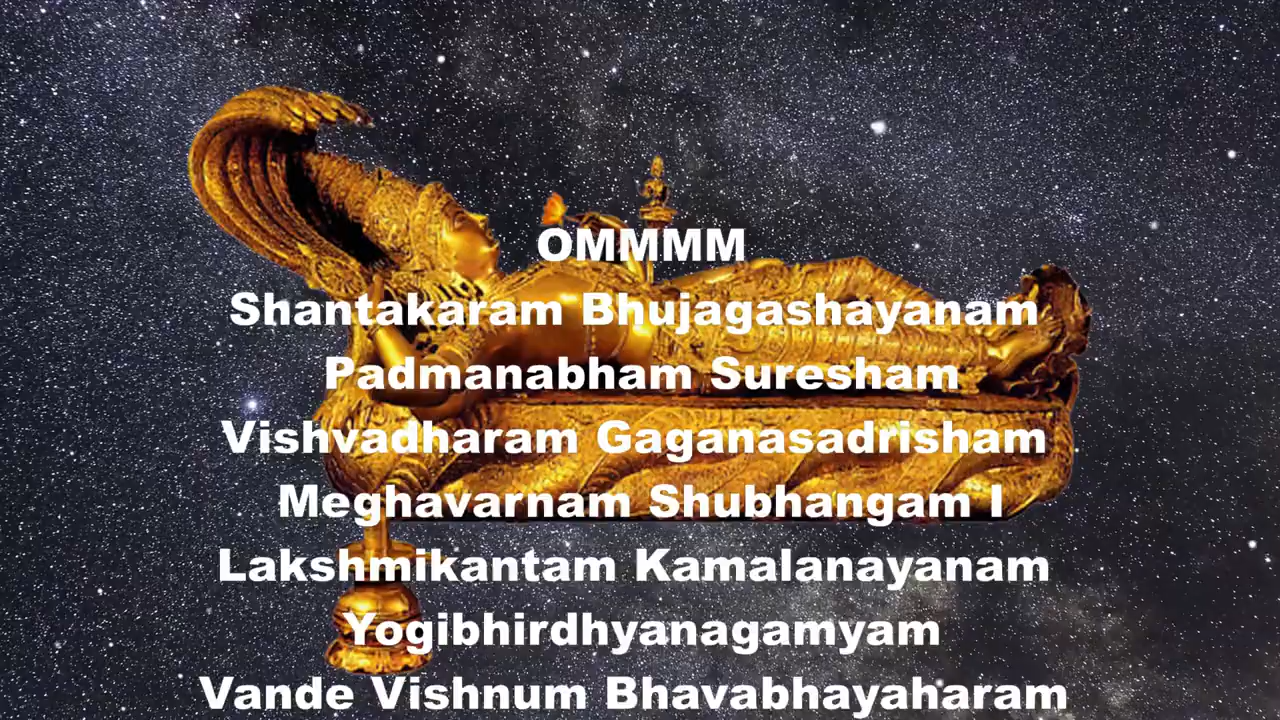 OMMMM
Shantakaram Bhujagashayanam
Padmanabham Suresham
Vishvadharam Gaganasadrisham
Meghavarnam Shubhangam I
Lakshmikantam Kamalanayanam
Yogibhirdhyanagamyam
Vande Vishnum Bhavabhayaharam